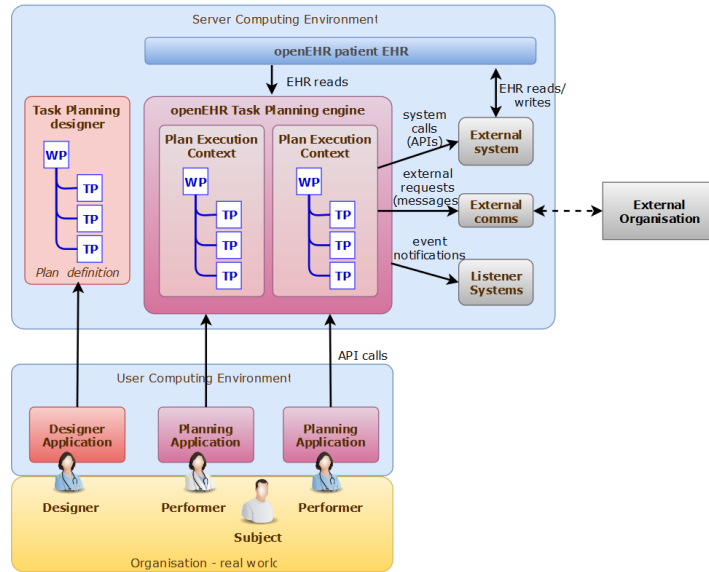 Server Computing Environment
openEHR patient EHR
EHR reads
EHR reads/
writes
Task Planning
designer
WP
TP
TP
TP
Plan definition
openEHR Task Planning engine
Plan Execution
Context
WP
TP
TP
TP
Plan Execution
Context
WP
TP
TP
TP
system
calls
(APIs)
external
requests
(messages
event
notifications
External
system
External
comms
Listener
Systems
External
Organisation
API calls
User Computing Environment
Designer
Application
Planning
Application
Planning
Application
Designer
Performer
Subject
Performer
Organisation - real world